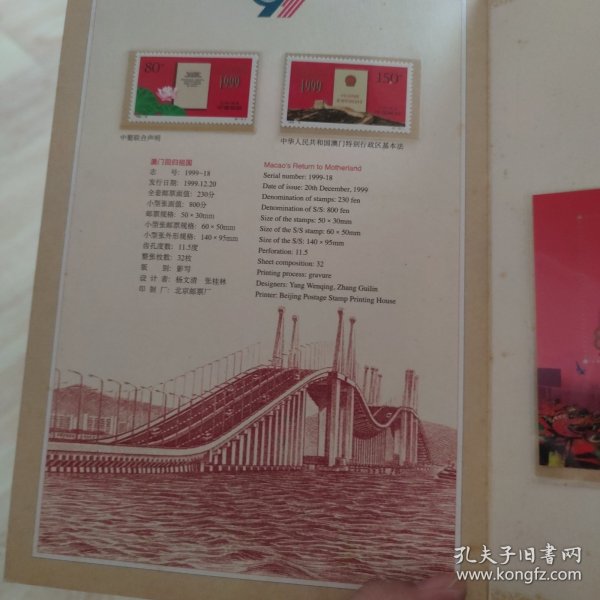 80分
1999
1999
150分
中葡联合声明
中华人民共和国澳门特别行政区基本法
澳门回归祖国
志 号：1999-18
发行日期：1999.12.20
全套邮票面值：230分
小型张面值：800分
邮票规格：50×30mm
小型张邮票规格：60×50mm
小型张外形规格：140×95mm
齿孔度数：11.5度
整张枚数：32枚
版 别：影写
设 计 者：杨文清 张桂林
印 制 厂：北京邮票厂
Macao's Return to Motherland
Serial number: 1999-18
Date of issue: 20th December, 1999
Denomination of stamps: 230 fen
Denomination of S/S: 800 fen
Size of the stamps: 50×30mm
Size of the S/S stamp: 60×50mm
Size of the S/S: 140×95mm
Perforation: 11.5
Sheet composition: 32
Printing process: gravure
Designers: Yang Wenqing, Zhang Guilin
Printer: Beijing Postage Stamp Printing House
孔夫子旧书网
www.kongfz.com